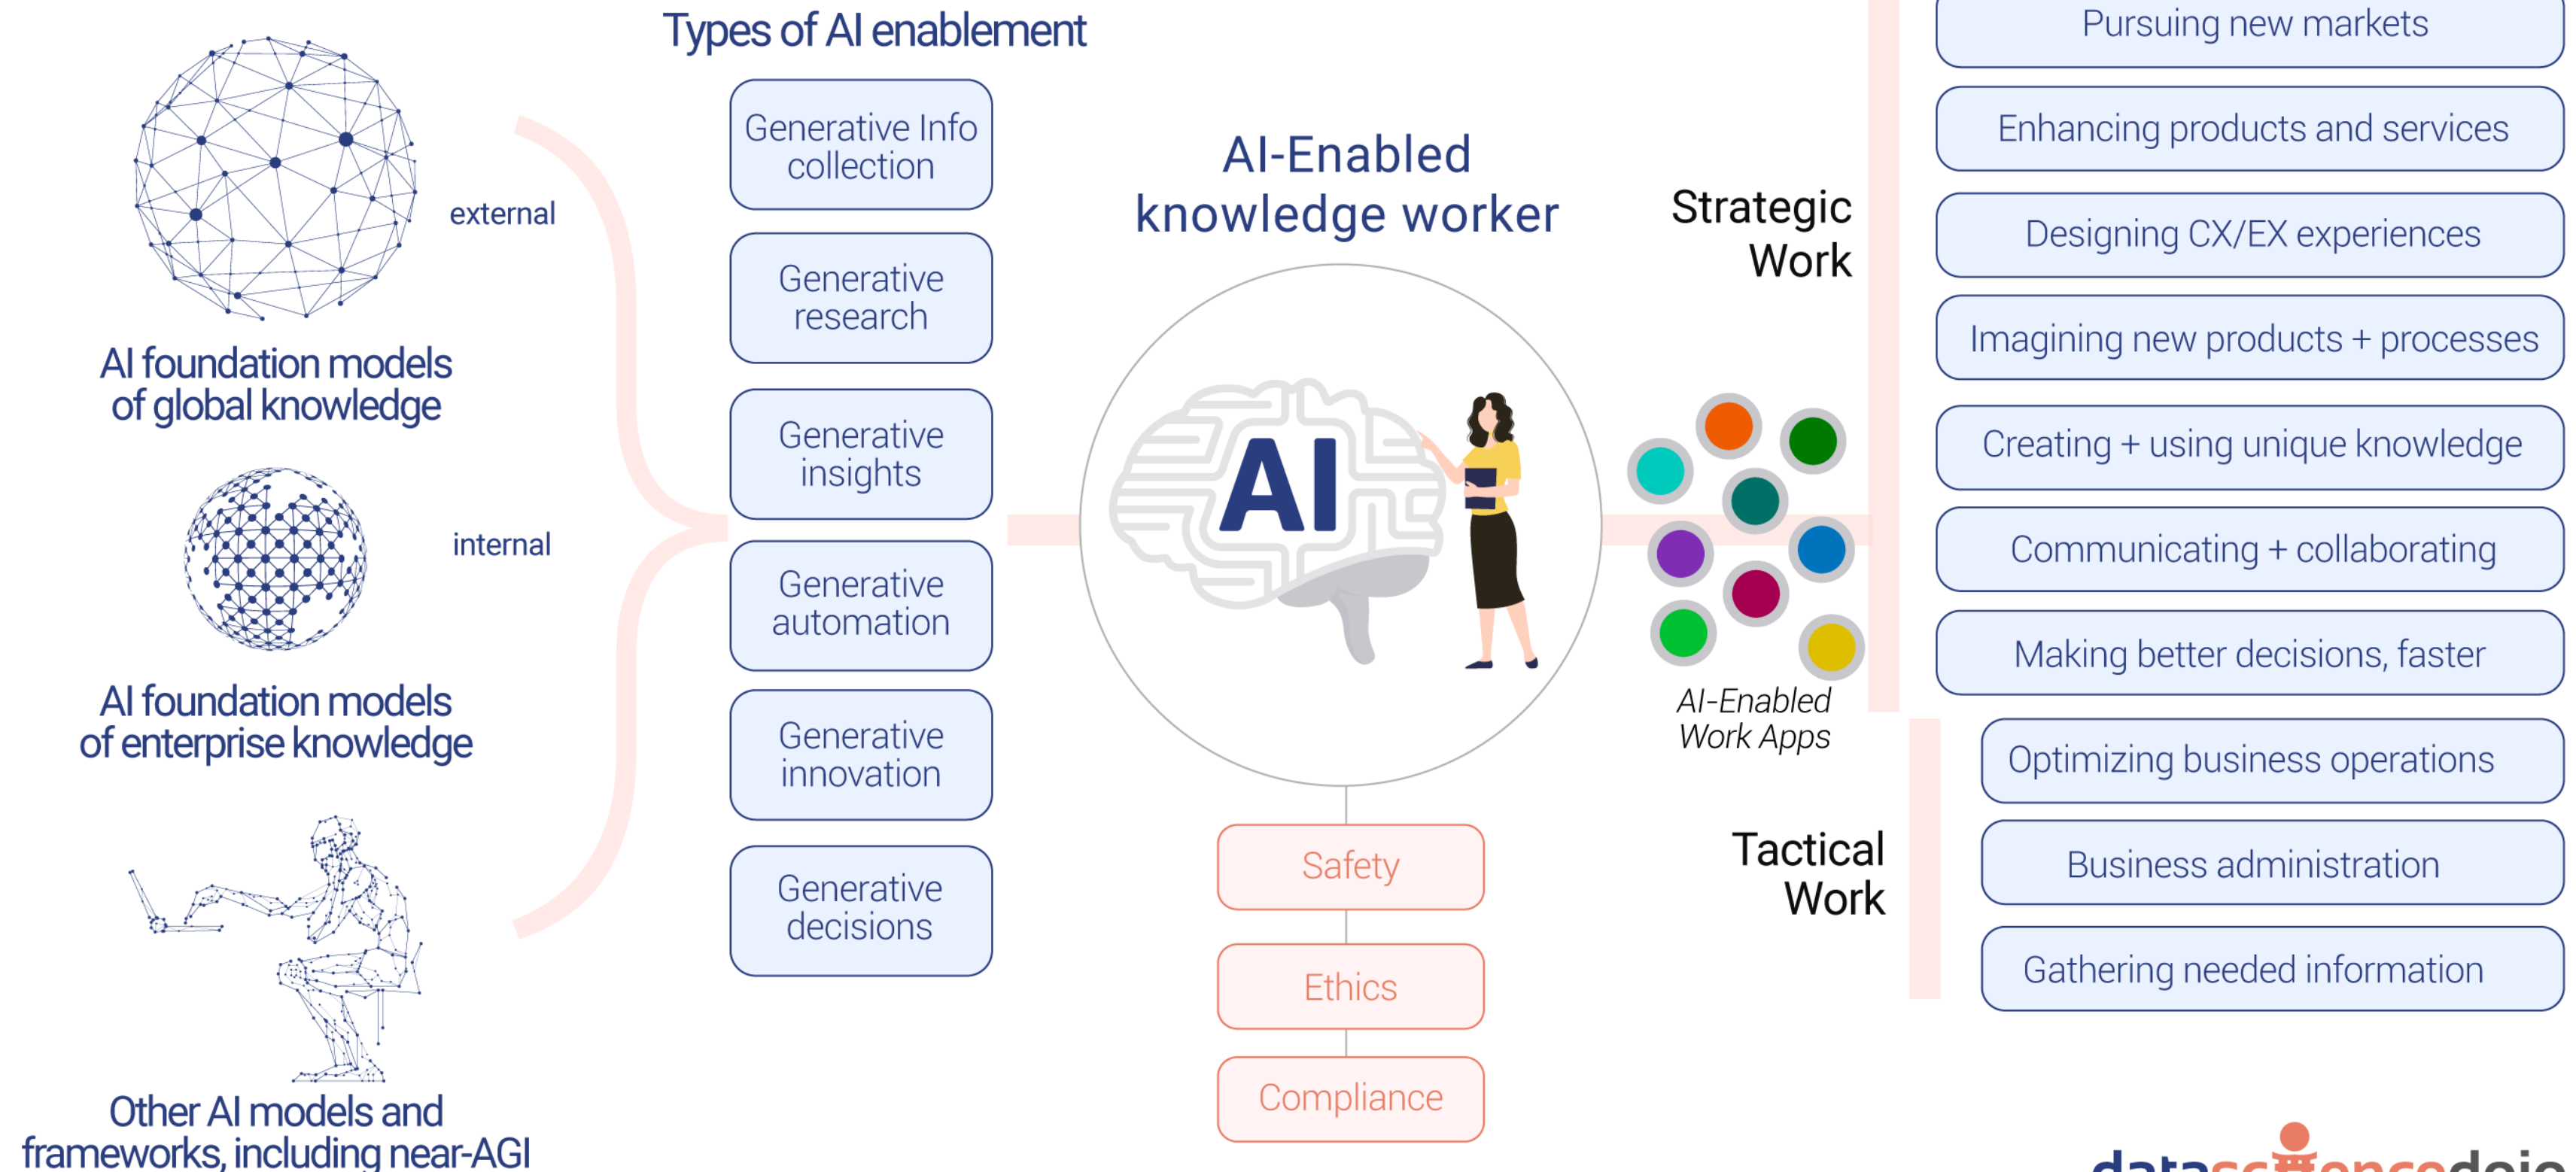 Types of AI enablement
external
AI foundation models
of global knowledge
internal
AI foundation models
of enterprise knowledge
Other AI models and
frameworks, including near-AGI
Generative Info
collection
Generative
research
Generative
insights
Generative
automation
Generative
innovation
Generative
decisions
AI-Enabled
knowledge worker
AI
Safety
Ethics
Compliance
Strategic
Work
AI-Enabled
Work Apps
Tactical
Work
Pursuing new markets
Enhancing products and services
Designing CX/EX experiences
Imagining new products + processes
Creating + using unique knowledge
Communicating + collaborating
Making better decisions, faster
Optimizing business operations
Business administration
Gathering needed information
datasciencedojo